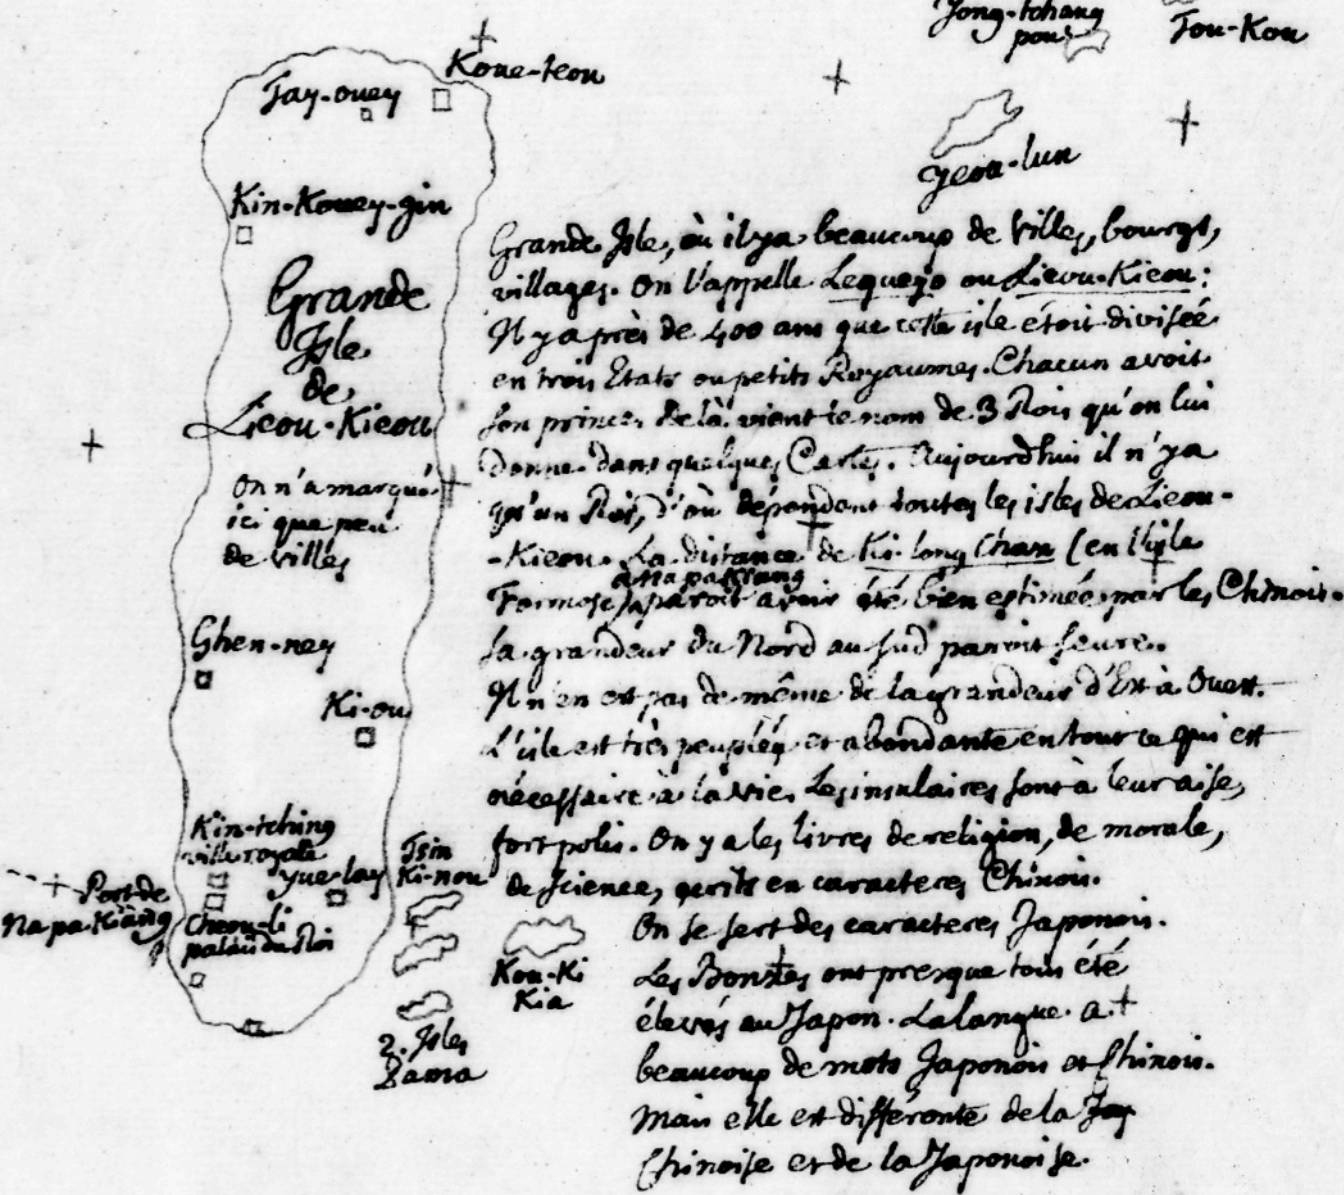 Yong-tchang
pou
Tou-Kou
Koue-teou
Tay-ouey
Yeou-lun
Kin-Kouey-gin
Grande
Isle
de
Lieou-Kieou
On n'a marqué
ici que peu
de villes
Ghen-ney
Ki-ou
Kin-tching
ville royale
Yue-lay
Port de
Napa Kiang
Cheou-li
palais du Roi
Tsin
Ki-nou
Kou-Ki
Kia
2. Isles
Grande Isle, où il y a beaucoup de Villes, bourgs,
villages. On l'appelle Lequeyo ou Lieou-Kieou:
Il y a près de 400 ans que cette isle étoit divisée
en trois Etats ou petits Royaumes. Chacun avoit
son prince. De là vient le nom de 3 Rois qu'on lui
donne dans quelques Cartes. Aujourdhui il n'y a
qu'un Roi, d'où dépendent toutes les isles de Lieou-
-Kieou. La distance de Ki-long Chan (en l'isle
à Napa Kiang
Formose) paroit avoir été bien estimée par les Chinois.
La grandeur du Nord au Sud paroit seure.
Il n'en est pas de même de la grandeur d'Est à Ouest.
L'isle est très peuplée et abondante en tout ce qui est
nécessaire à la vie. Les insulaires sont à leur aise,
fort polis. On y a les livres de religion, de morale,
de science, écrits en caracteres Chinois.
On se sert des caracteres Japonois.
Les Bonzes ont presque tous été
élevés au Japon. La langue a
beaucoup de mots Japonois et Chinois.
Mais elle est différente de la
Chinoise et de la Japonoise.